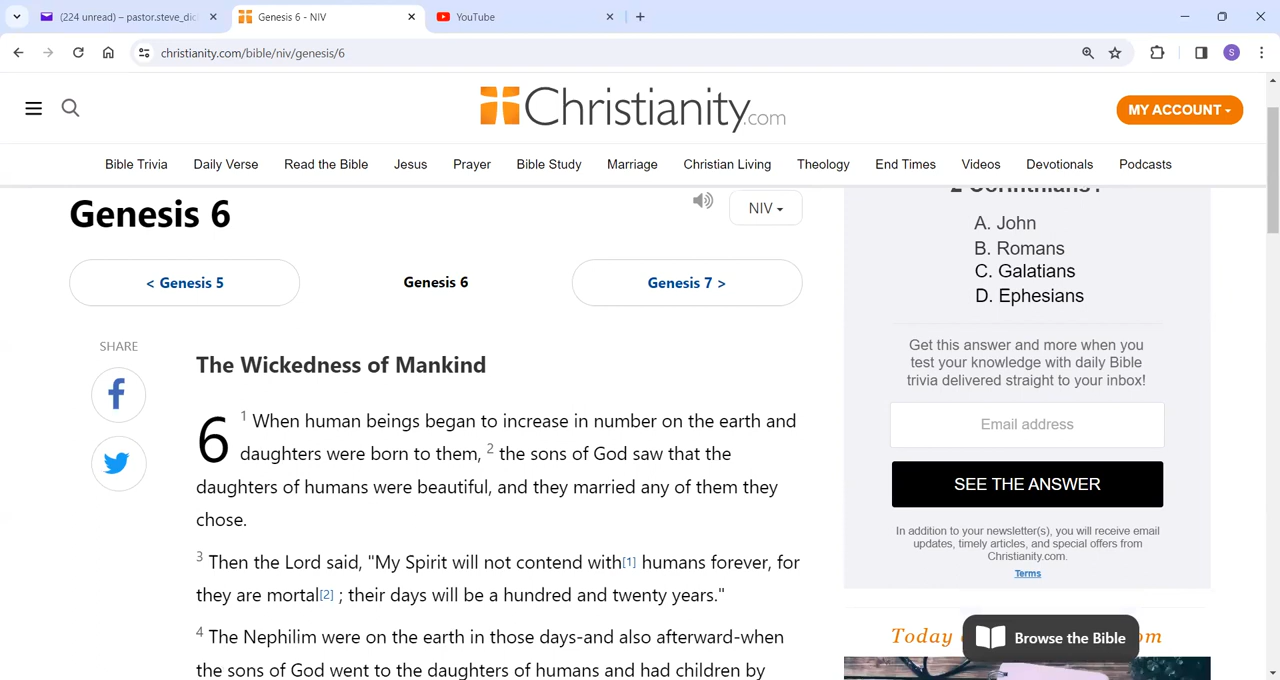 (224 unread) – pastor.steve_dic
Genesis 6 - NIV
YouTube
christianity.com/bible/niv/genesis/6
S
Christianity.com
MY ACCOUNT
Bible Trivia Daily Verse Read the Bible Jesus Prayer Bible Study Marriage Christian Living Theology End Times Videos Devotionals Podcasts
Genesis 6
NIV
< Genesis 5
Genesis 6
Genesis 7 >
SHARE
The Wickedness of Mankind
6 1 When human beings began to increase in number on the earth and
daughters were born to them, 2 the sons of God saw that the
daughters of humans were beautiful, and they married any of them they
chose.
3 Then the Lord said, "My Spirit will not contend with[1] humans forever, for
they are mortal[2] ; their days will be a hundred and twenty years."
4 The Nephilim were on the earth in those days-and also afterward-when
the sons of God went to the daughters of humans and had children by
2 Corinthians?
A. John
B. Romans
C. Galatians
D. Ephesians
Get this answer and more when you
test your knowledge with daily Bible
trivia delivered straight to your inbox!
Email address
SEE THE ANSWER
In addition to your newsletter(s), you will receive email
updates, timely articles, and special offers from
Christianity.com.
Terms
Today
Browse the Bible